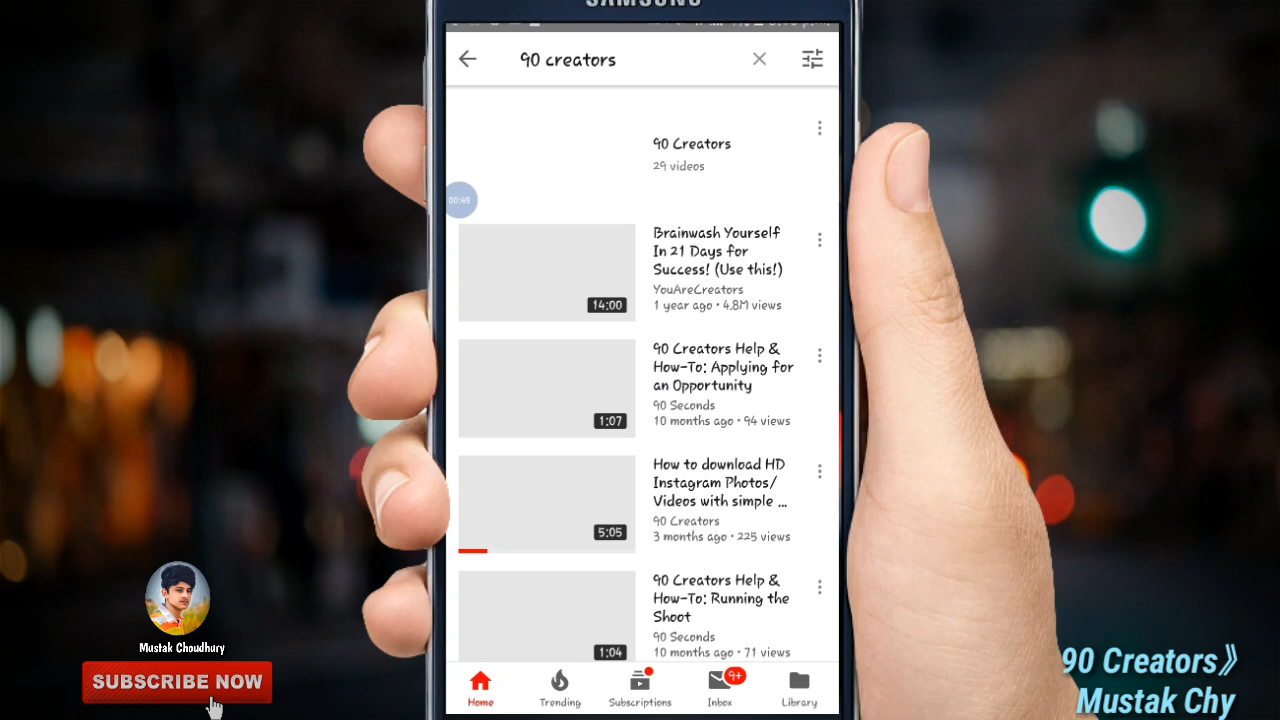 SAMSUNG
90 creators
90 Creators
29 videos
00:46
Brainwash Yourself
In 21 Days for
Success! (Use this!)
YouAreCreators
1 year ago • 4.8M views
14:00
90 Creators Help &
How-To: Applying for
an Opportunity
90 Seconds
10 months ago • 94 views
1:07
How to download HD
Instagram Photos/
Videos with simple ...
90 Creators
3 months ago • 225 views
5:05
90 Creators Help &
How-To: Running the
Shoot
90 Seconds
10 months ago • 71 views
1:04
Home
Trending
Subscriptions
9+
Inbox
Library
Mustak Choudhury
SUBSCRIBE NOW
90 Creators》
Mustak Chy